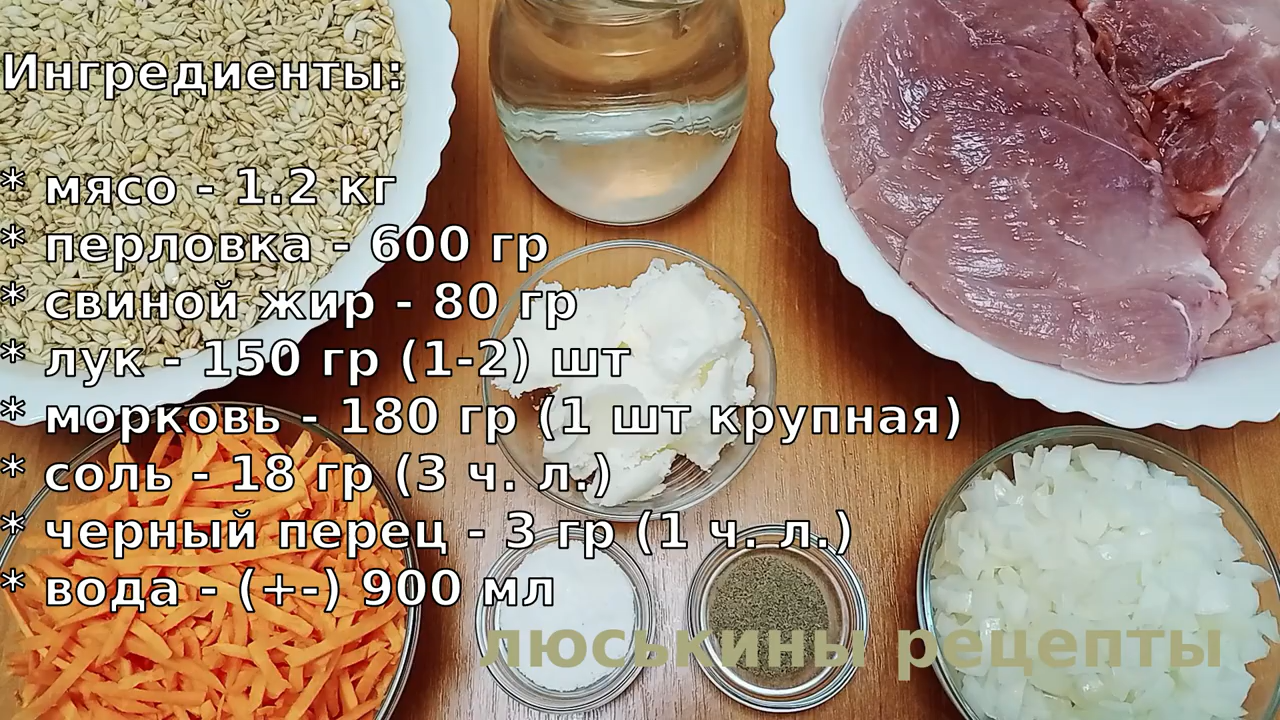 Ингредиенты:
* мясо - 1.2 кг
* перловка - 600 гр
* свиной жир - 80 гр
* лук - 150 гр (1-2) шт
* морковь - 180 гр (1 шт крупная)
* соль - 18 гр (3 ч. л.)
* черный перец - 3 гр (1 ч. л.)
* вода - (+-) 900 мл
люськины рецепты